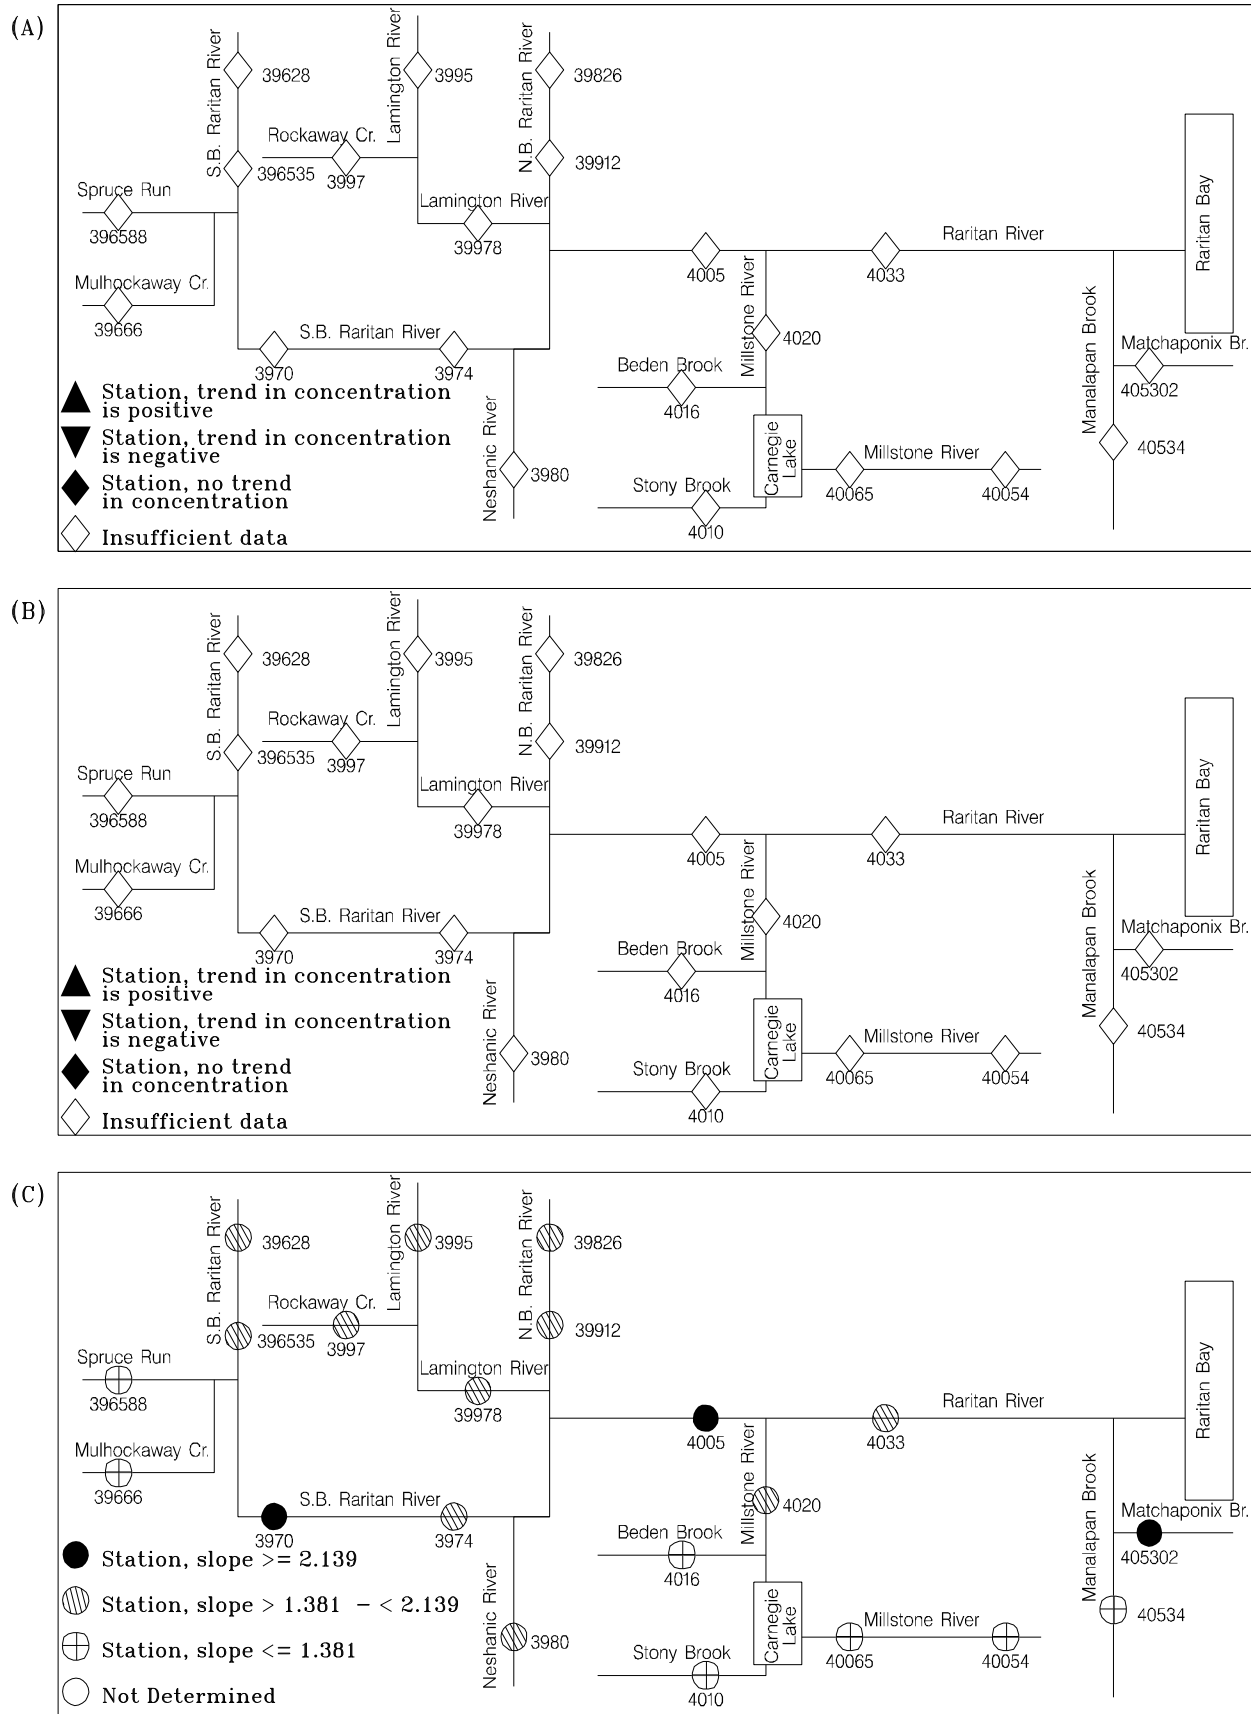 (A)
S.B. Raritan River
39628
Lamington River
3995
N.B. Raritan River
39826
Rockaway Cr.
3997
396535
39912
Spruce Run
396588
Lamington River
39978
Mulhockaway Cr.
39666
S.B. Raritan River
3970
3974
Neshanic River
3980
4005
Millstone River
4033
Raritan River
Raritan Bay
4020
Beden Brook
4016
Carnegie
Lake
Millstone River
40065
40054
Stony Brook
4010
Manalapan Brook
Matchaponix Br.
405302
40534
Station, trend in concentration
is positive
Station, trend in concentration
is negative
Station, no trend
in concentration
Insufficient data
(B)
S.B. Raritan River
39628
Lamington River
3995
N.B. Raritan River
39826
Rockaway Cr.
3997
396535
39912
Spruce Run
396588
Lamington River
39978
Mulhockaway Cr.
39666
S.B. Raritan River
3970
3974
Neshanic River
3980
4005
Millstone River
4033
Raritan River
Raritan Bay
4020
Beden Brook
4016
Carnegie
Lake
Millstone River
40065
40054
Stony Brook
4010
Manalapan Brook
Matchaponix Br.
405302
40534
Station, trend in concentration
is positive
Station, trend in concentration
is negative
Station, no trend
in concentration
Insufficient data
(C)
S.B. Raritan River
39628
Lamington River
3995
N.B. Raritan River
39826
Rockaway Cr.
3997
396535
39912
Spruce Run
396588
Lamington River
39978
Mulhockaway Cr.
39666
S.B. Raritan River
3970
3974
Neshanic River
3980
4005
Millstone River
4033
Raritan River
Raritan Bay
4020
Beden Brook
4016
Carnegie
Lake
Millstone River
40065
40054
Stony Brook
4010
Manalapan Brook
Matchaponix Br.
405302
40534
Station, slope >= 2.139
Station, slope > 1.381 - < 2.139
Station, slope <= 1.381
Not Determined